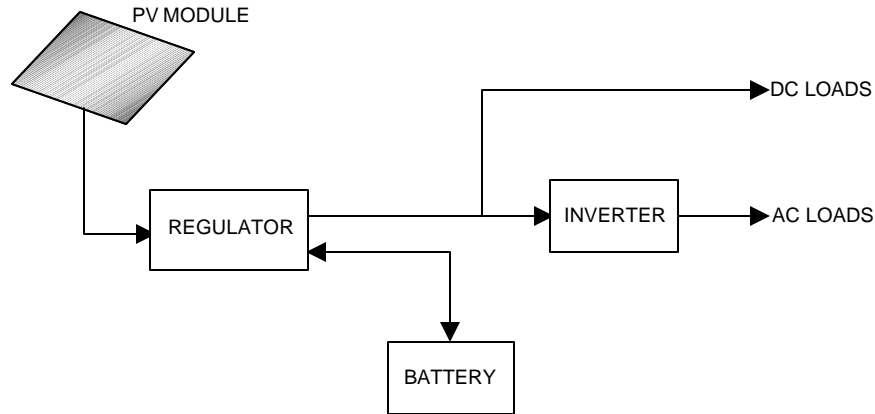 PV MODULE
DC LOADS
REGULATOR
INVERTER
AC LOADS
BATTERY